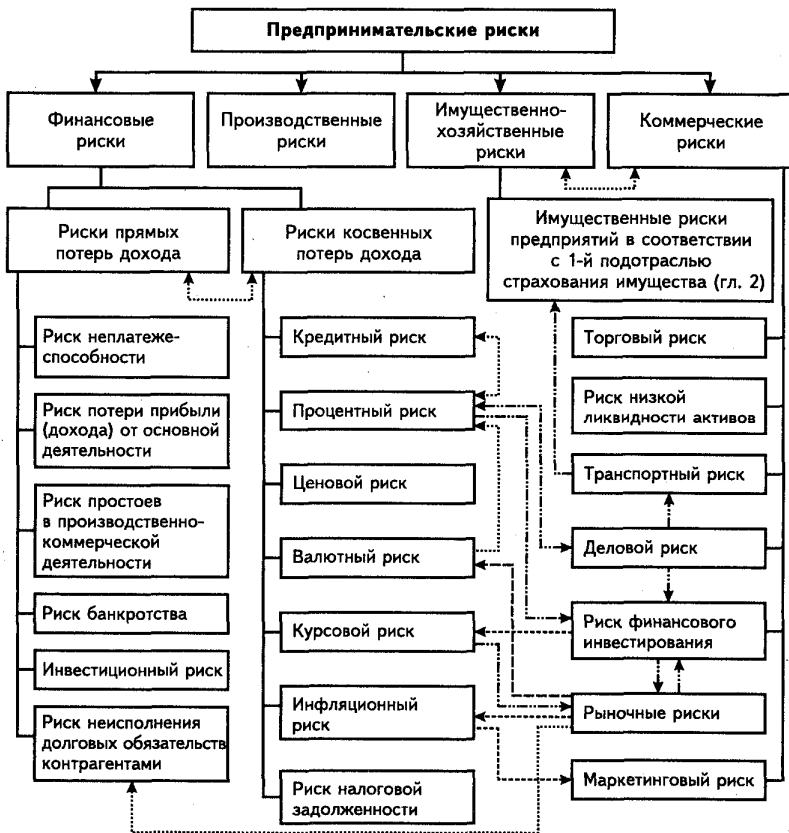 Предпринимательские риски
Финансовые
риски
Производственные
риски
Имущественно-
хозяйственные
риски
Коммерческие
риски
Риски прямых
потерь дохода
Риски косвенных
потерь дохода
Имущественные риски
предприятий в соответствии
с 1-й подотраслью
страхования имущества (гл. 2)
Риск неплатеже-
способности
Риск потери прибыли
(дохода) от основной
деятельности
Риск простоев
в производственно-
коммерческой
деятельности
Риск банкротства
Инвестиционный риск
Риск неисполнения
долговых обязательств
контрагентами
Кредитный риск
Процентный риск
Ценовой риск
Валютный риск
Курсовой риск
Инфляционный
риск
Риск налоговой
задолженности
Торговый риск
Риск низкой
ликвидности активов
Транспортный риск
Деловой риск
Риск финансового
инвестирования
Рыночные риски
Маркетинговый риск